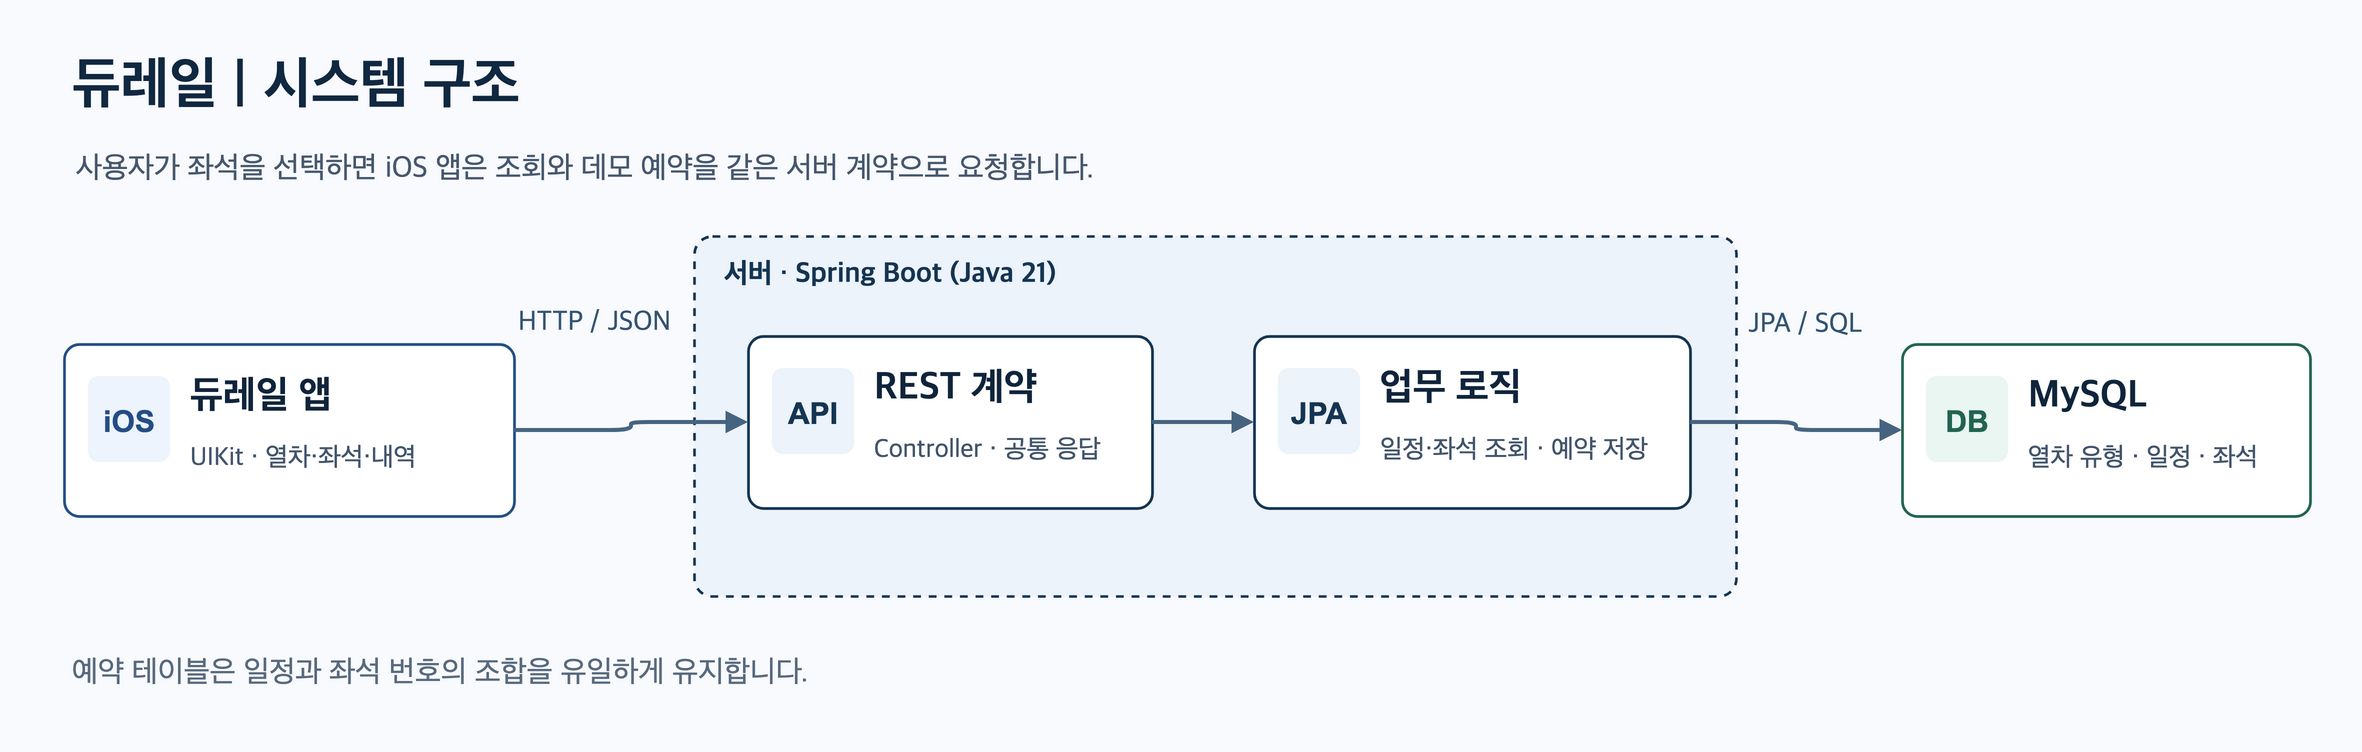 듀레일 | 시스템 구조
사용자가 좌석을 선택하면 iOS 앱은 조회와 데모 예약을 같은 서버 계약으로 요청합니다.
서버 · Spring Boot (Java 21)
HTTP / JSON
JPA / SQL
iOS
듀레일 앱
UIKit · 열차·좌석·내역
API
REST 계약
Controller · 공통 응답
JPA
업무 로직
일정·좌석 조회 · 예약 저장
DB
MySQL
열차 유형 · 일정 · 좌석
예약 테이블은 일정과 좌석 번호의 조합을 유일하게 유지합니다.